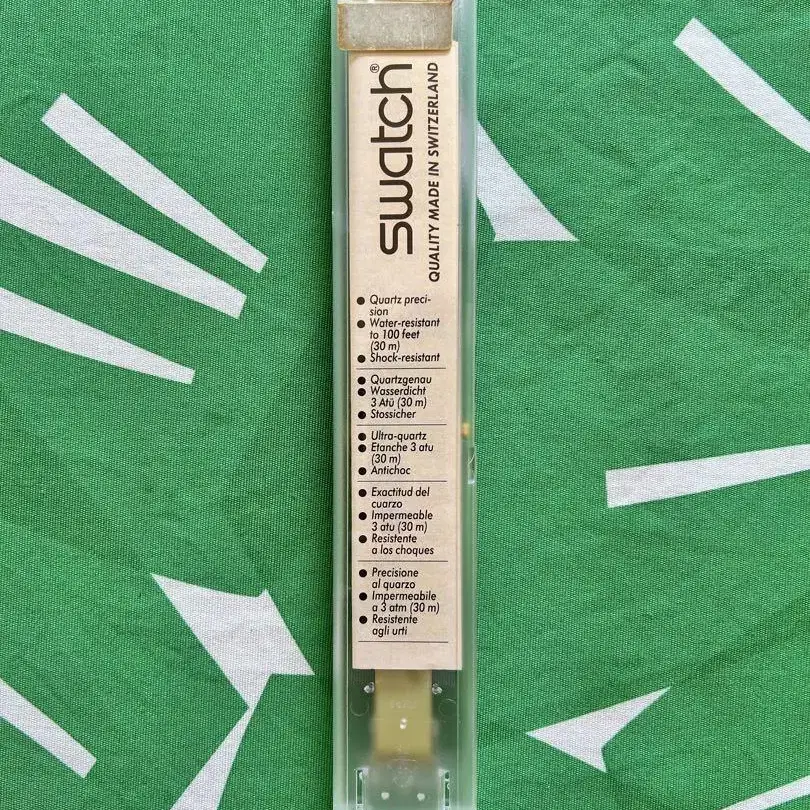 swatch®
QUALITY MADE IN SWITZERLAND
● Quartz preci-
sion
● Water-resistant
to 100 feet
(30 m)
● Shock-resistant
● Quartzgenau
● Wasserdicht
3 Atü (30 m)
● Stossicher
● Ultra-quartz
● Etanche 3 atu
(30 m)
● Antichoc
● Exactitud del
cuarzo
● Impermeable
3 atu (30 m)
● Resistente
a los choques
● Precisione
al quarzo
● Impermeabile
a 3 atm (30 m)
● Resistente
agli urti